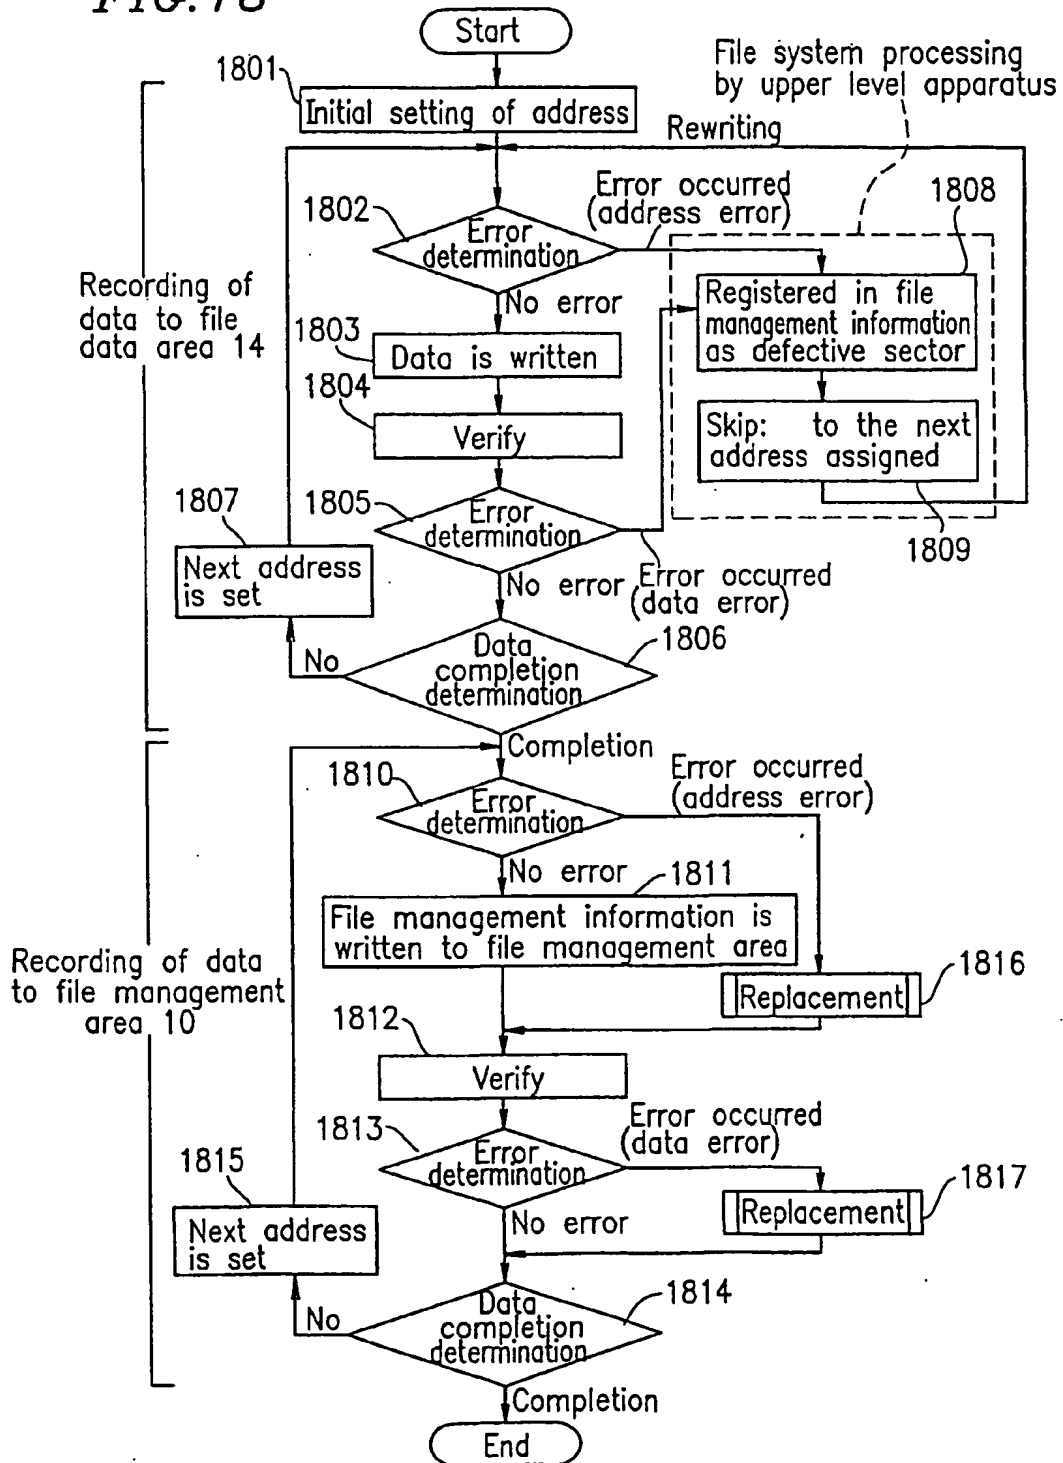 FIG. 18
Start
File system processing
by upper level apparatus
1801
Initial setting of address
Rewriting
1802
Error
determination
Error occurred
(address error)
1808
Registered in file
management information
as defective sector
Recording of
data to file
data area 14
No error
1803
Data is written
1804
Verify
Skip: to the next
address assigned
1807
1805
Error
determination
1809
Next address
is set
No error
Error occurred
(data error)
1806
Data
completion
determination
No
Completion
1810
Error
determination
Error occurred
(address error)
No error
1811
File management information is
written to file management area
Recording of data
to file management
area 10
1816
Replacement
1812
Verify
1813
Error
determination
Error occurred
(data error)
1815
1817
Replacement
Next address
is set
No error
1814
Data
completion
determination
No
Completion
End